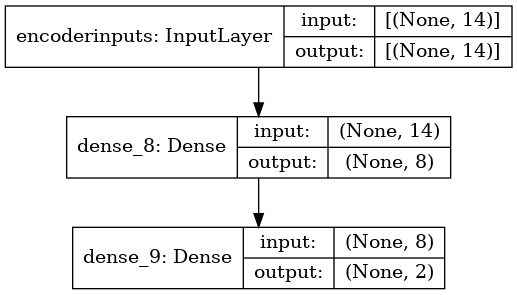 encoderinputs: InputLayer
input: [(None, 14)]
output: [(None, 14)]
dense_8: Dense
input: (None, 14)
output: (None, 8)
dense_9: Dense
input: (None, 8)
output: (None, 2)